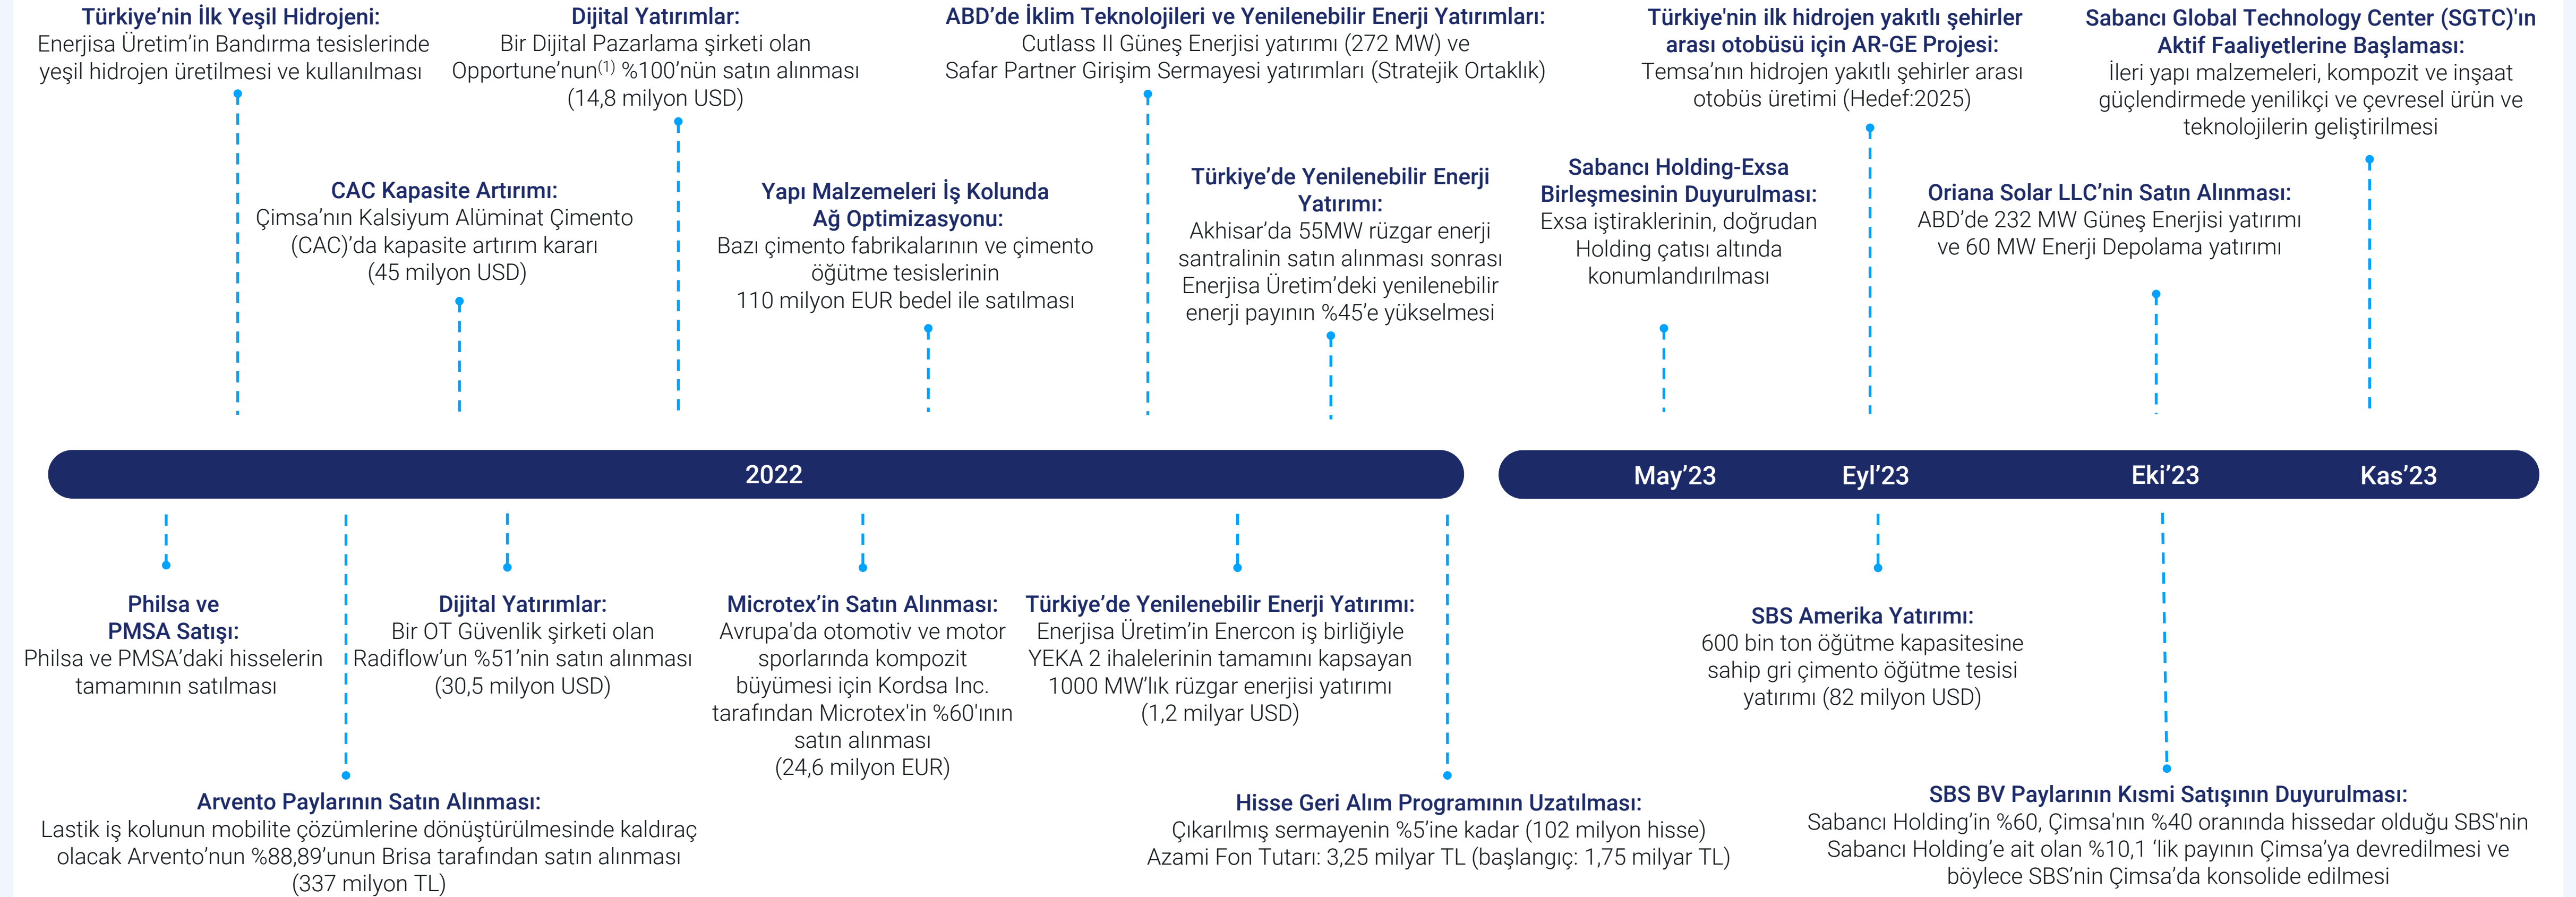 Türkiye’nin İlk Yeşil Hidrojeni:
Enerjisa Üretim’in Bandırma tesislerinde
yeşil hidrojen üretilmesi ve kullanılması
Dijital Yatırımlar:
Bir Dijital Pazarlama şirketi olan
Opportune’nun(1) %100’nün satın alınması
(14,8 milyon USD)
ABD’de İklim Teknolojileri ve Yenilenebilir Enerji Yatırımları:
Cutlass II Güneş Enerjisi yatırımı (272 MW) ve
Safar Partner Girişim Sermayesi yatırımları (Stratejik Ortaklık)
Türkiye'nin ilk hidrojen yakıtlı şehirler
arası otobüsü için AR-GE Projesi:
Temsa’nın hidrojen yakıtlı şehirler arası
otobüs üretimi (Hedef:2025)
Sabancı Global Technology Center (SGTC)'ın
Aktif Faaliyetlerine Başlaması:
İleri yapı malzemeleri, kompozit ve inşaat
güçlendirmede yenilikçi ve çevresel ürün ve
teknolojilerin geliştirilmesi
CAC Kapasite Artırımı:
Çimsa’nın Kalsiyum Alüminat Çimento
(CAC)’da kapasite artırım kararı
(45 milyon USD)
Yapı Malzemeleri İş Kolunda
Ağ Optimizasyonu:
Bazı çimento fabrikalarının ve çimento
öğütme tesislerinin
110 milyon EUR bedel ile satılması
Türkiye’de Yenilenebilir Enerji
Yatırımı:
Akhisar’da 55MW rüzgar enerji
santralinin satın alınması sonrası
Enerjisa Üretim’deki yenilenebilir
enerji payının %45’e yükselmesi
Sabancı Holding-Exsa
Birleşmesinin Duyurulması:
Exsa iştiraklerinin, doğrudan
Holding çatısı altında
konumlandırılması
Oriana Solar LLC’nin Satın Alınması:
ABD’de 232 MW Güneş Enerjisi yatırımı
ve 60 MW Enerji Depolama yatırımı
2022
May’23
Eyl’23
Eki’23
Kas’23
Philsa ve
PMSA Satışı:
Philsa ve PMSA’daki hisselerin
tamamının satılması
Dijital Yatırımlar:
Bir OT Güvenlik şirketi olan
Radiflow’un %51’nin satın alınması
(30,5 milyon USD)
Microtex’in Satın Alınması:
Avrupa'da otomotiv ve motor
sporlarında kompozit
büyümesi için Kordsa Inc.
tarafından Microtex'in %60'ının
satın alınması
(24,6 milyon EUR)
Türkiye’de Yenilenebilir Enerji Yatırımı:
Enerjisa Üretim’in Enercon iş birliğiyle
YEKA 2 ihalelerinin tamamını kapsayan
1000 MW’lık rüzgar enerjisi yatırımı
(1,2 milyar USD)
SBS Amerika Yatırımı:
600 bin ton öğütme kapasitesine
sahip gri çimento öğütme tesisi
yatırımı (82 milyon USD)
Arvento Paylarının Satın Alınması:
Lastik iş kolunun mobilite çözümlerine dönüştürülmesinde kaldıraç
olacak Arvento’nun %88,89’unun Brisa tarafından satın alınması
(337 milyon TL)
Hisse Geri Alım Programının Uzatılması:
Çıkarılmış sermayenin %5’ine kadar (102 milyon hisse)
Azami Fon Tutarı: 3,25 milyar TL (başlangıç: 1,75 milyar TL)
SBS BV Paylarının Kısmi Satışının Duyurulması:
Sabancı Holding’in %60, Çimsa'nın %40 oranında hissedar olduğu SBS'nin
Sabancı Holding’e ait olan %10,1 ‘lik payının Çimsa’ya devredilmesi ve
böylece SBS’nin Çimsa’da konsolide edilmesi